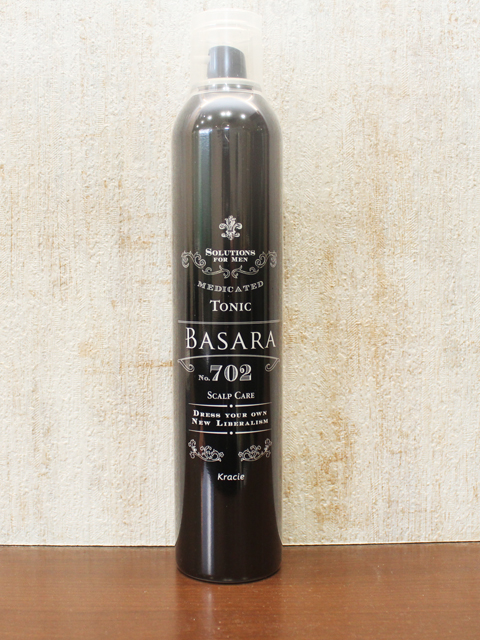 SOLUTIONS
FOR MEN
MEDICATED
TONIC
BASARA
No. 702
SCALP CARE
DRESS YOUR OWN
NEW LIBERALISM
Kracie